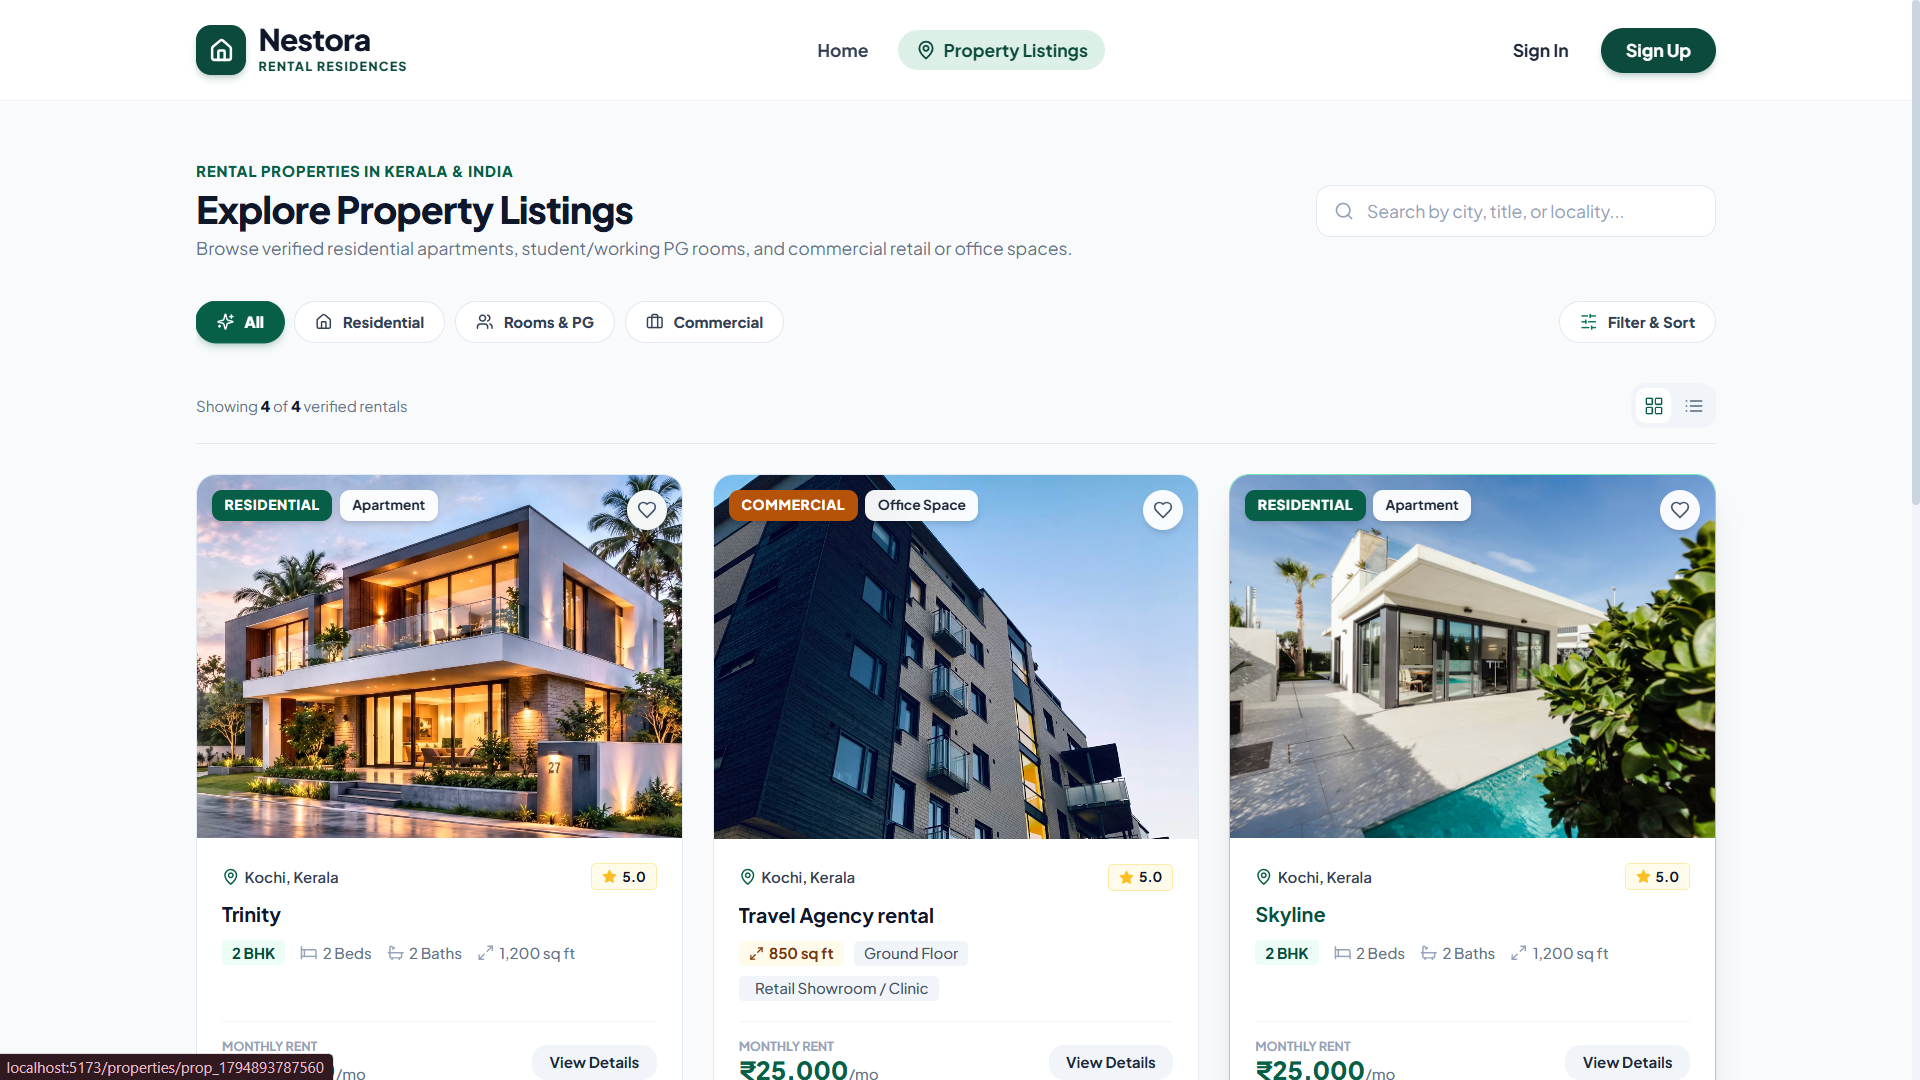 Nestora
RENTAL RESIDENCES
Home
Property Listings
Sign In
Sign Up
RENTAL PROPERTIES IN KERALA & INDIA
Explore Property Listings
Browse verified residential apartments, student/working PG rooms, and commercial retail or office spaces.
Search by city, title, or locality...
All
Residential
Rooms & PG
Commercial
Filter & Sort
Showing 4 of 4 verified rentals
RESIDENTIAL
Apartment
27
Kochi, Kerala
5.0
Trinity
2 BHK
2 Beds
2 Baths
1,200 sq ft
MONTHLY RENT
/mo
View Details
COMMERCIAL
Office Space
Kochi, Kerala
5.0
Travel Agency rental
850 sq ft
Ground Floor
Retail Showroom / Clinic
MONTHLY RENT
₹25,000/mo
View Details
RESIDENTIAL
Apartment
Kochi, Kerala
5.0
Skyline
2 BHK
2 Beds
2 Baths
1,200 sq ft
MONTHLY RENT
₹25,000/mo
View Details
localhost:5173/properties/prop_1794893787560